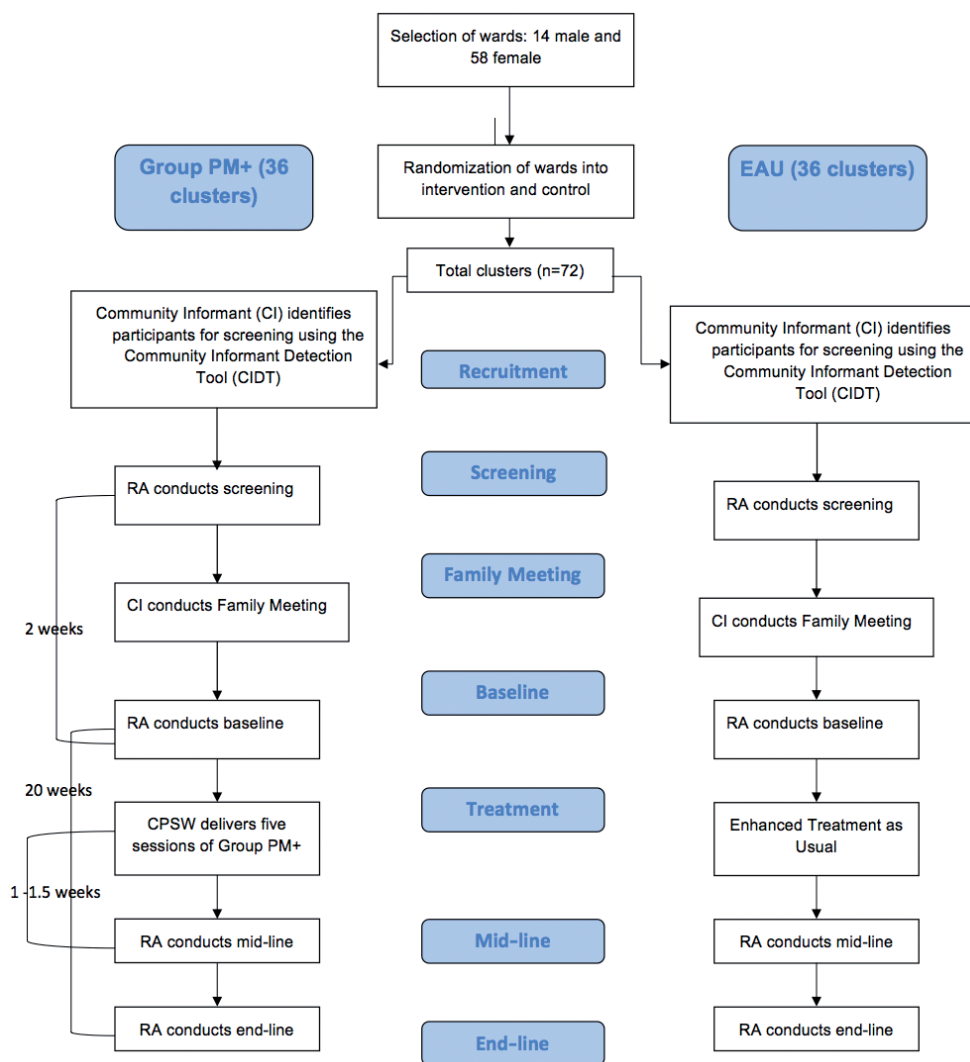 Selection of wards: 14 male and
58 female
Group PM+ (36
clusters)
Randomization of wards into
intervention and control
EAU (36 clusters)
Total clusters (n=72)
Community Informant (CI) identifies
participants for screening using the
Community Informant Detection
Tool (CIDT)
Recruitment
Community Informant (CI) identifies
participants for screening using the
Community Informant Detection
Tool (CIDT)
RA conducts screening
Screening
RA conducts screening
CI conducts Family Meeting
Family Meeting
CI conducts Family Meeting
2 weeks
RA conducts baseline
Baseline
RA conducts baseline
20 weeks
CPSW delivers five
sessions of Group PM+
Treatment
Enhanced Treatment as
Usual
1 -1.5 weeks
RA conducts mid-line
Mid-line
RA conducts mid-line
RA conducts end-line
End-line
RA conducts end-line